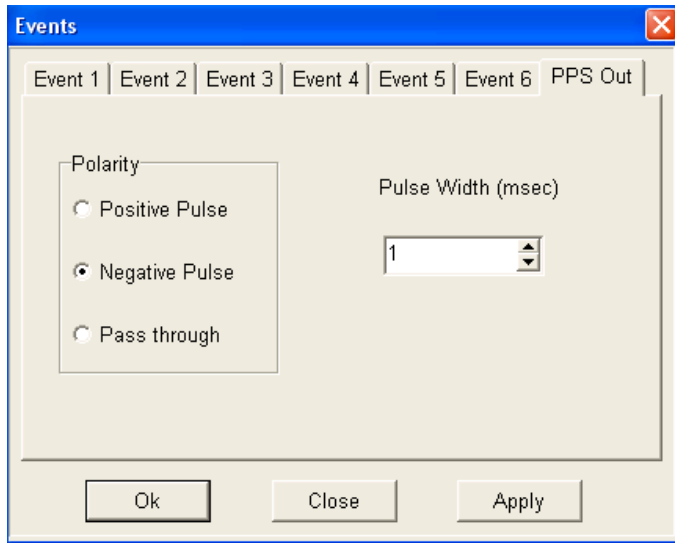 Events
Event 1 Event 2 Event 3 Event 4 Event 5 Event 6 PPS Out
Polarity
Positive Pulse
Negative Pulse
Pass through
Pulse Width (msec)
1
Ok Close Apply